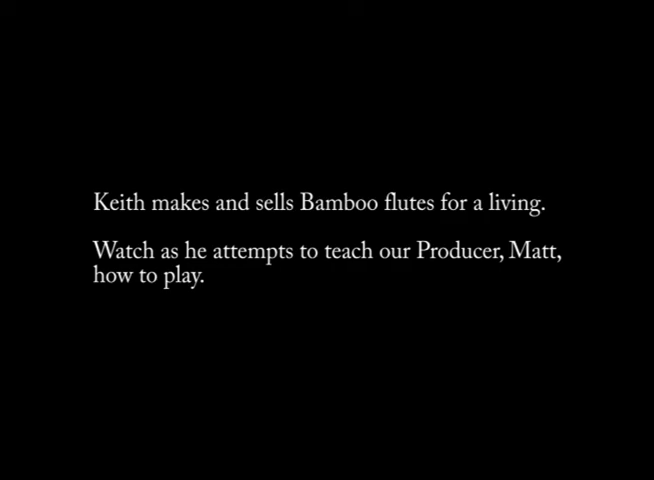 Keith makes and sells Bamboo flutes for a living.
Watch as he attempts to teach our Producer, Matt,
how to play.